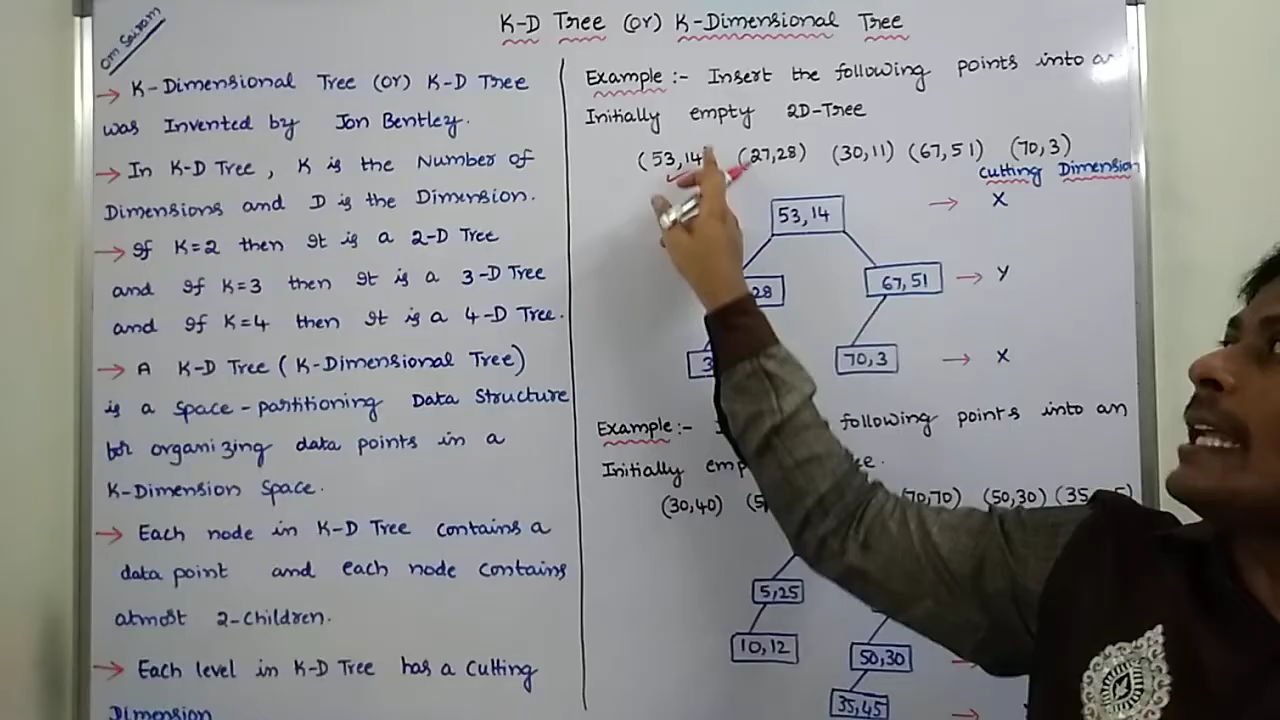 Om Sairam
K-D Tree (or) K-Dimensional Tree
→ K-Dimensional Tree (or) K-D Tree
was Invented by Jon Bentley.
→ In K-D Tree, K is the Number of
Dimensions and D is the Dimension.
→ If K=2 then It is a 2-D Tree
and If K=3 then It is a 3-D Tree
and If K=4 then It is a 4-D Tree.
→ A K-D Tree (K-Dimensional Tree)
is a Space-partitioning Data Structure
for organizing data points in a
K-Dimension Space.
→ Each node in K-D Tree contains a
data point and each node contains
atmost 2-children.
→ Each level in K-D Tree has a Cutting
Dimension
Example:- Insert the following points into an
Initially empty 2D-Tree
(53,14) (27,28) (30,11) (67,51) (70,3)
Cutting Dimension
53,14 → X
28 67,51 → Y
3 70,3 → X
Example:- following points into an
Initially emp
(30,40) (5, (70,70) (50,30) (35,
5,25
10,12 50,30 →
35,45 →